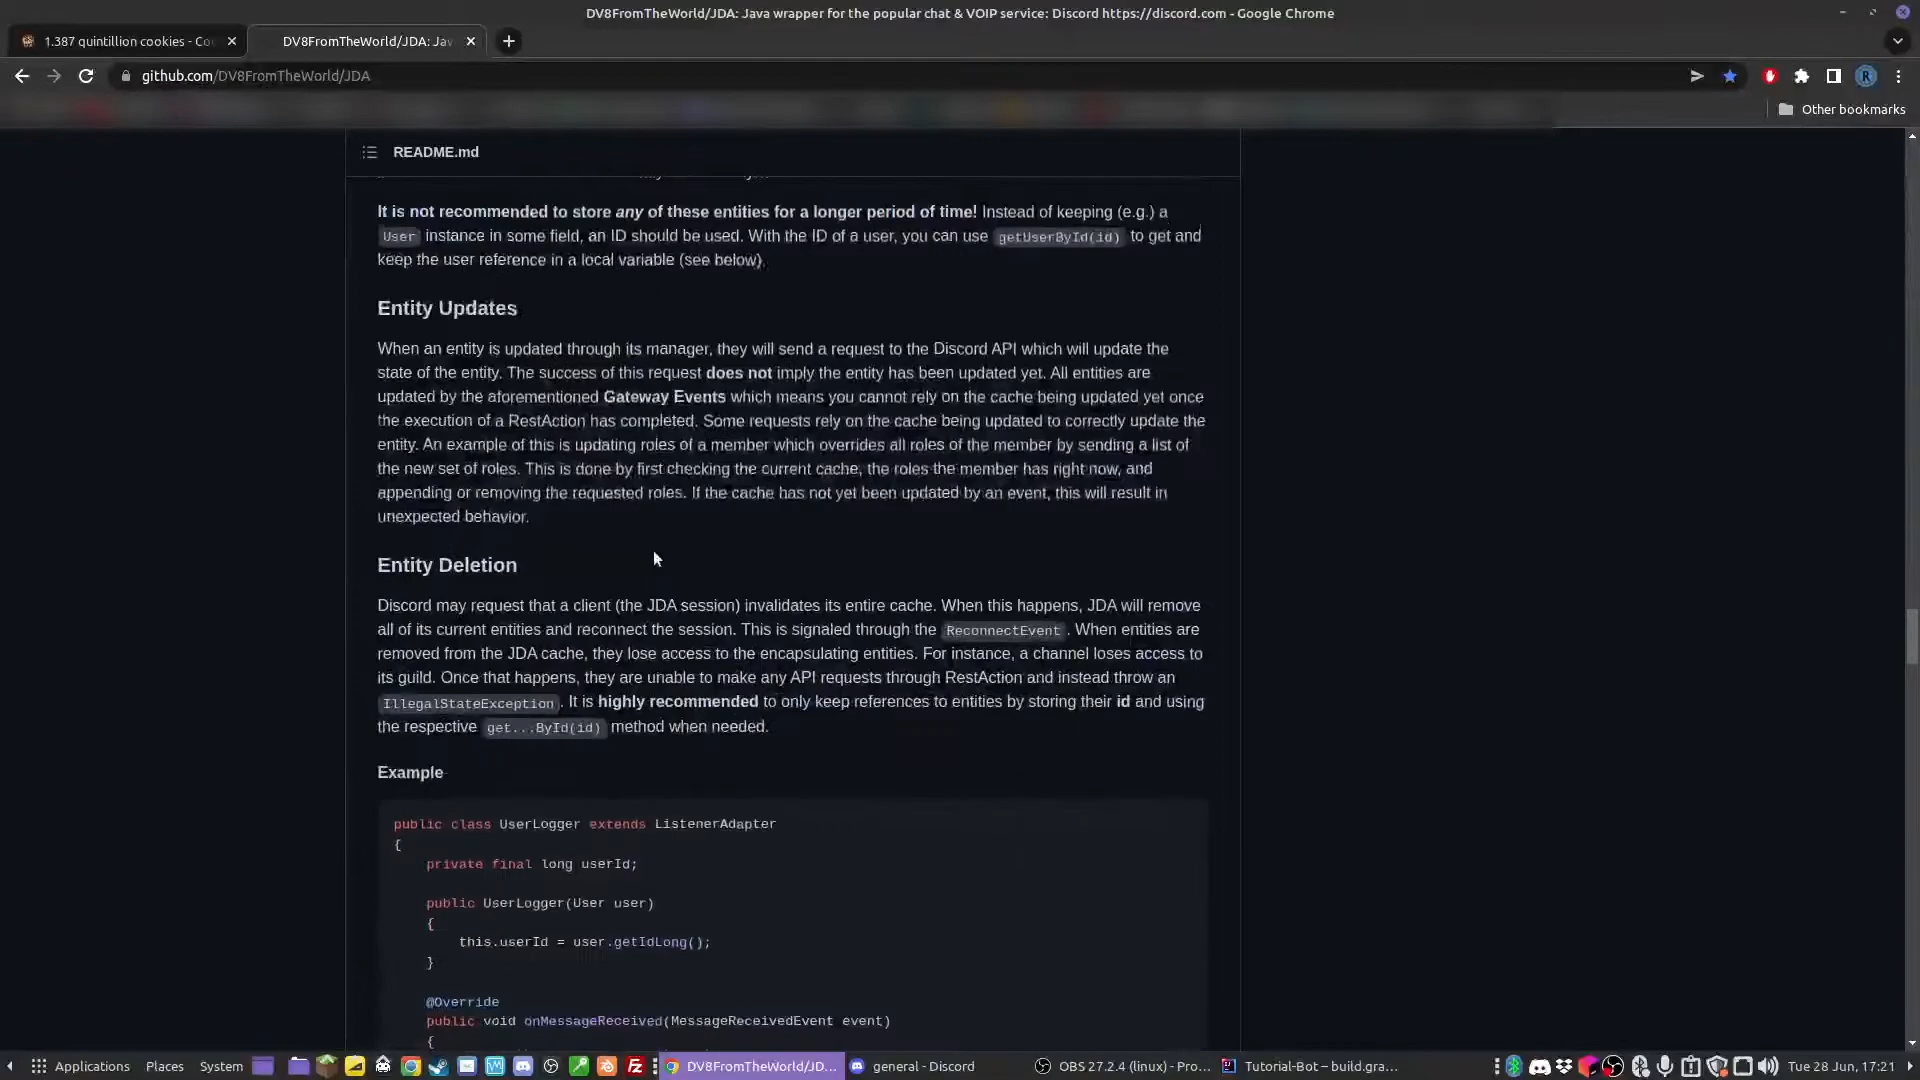 DV8FromTheWorld/JDA: Java wrapper for the popular chat & VOIP service: Discord https://discord.com - Google Chrome
1.387 quintillion cookies - Co
DV8FromTheWorld/JDA: Jav
github.com/DV8FromTheWorld/JDA
R
Other bookmarks
README.md
It is not recommended to store any of these entities for a longer period of time! Instead of keeping (e.g.) a
User instance in some field, an ID should be used. With the ID of a user, you can use getUserById(id) to get and
keep the user reference in a local variable (see below).
Entity Updates
When an entity is updated through its manager, they will send a request to the Discord API which will update the
state of the entity. The success of this request does not imply the entity has been updated yet. All entities are
updated by the aforementioned Gateway Events which means you cannot rely on the cache being updated yet once
the execution of a RestAction has completed. Some requests rely on the cache being updated to correctly update the
entity. An example of this is updating roles of a member which overrides all roles of the member by sending a list of
the new set of roles. This is done by first checking the current cache, the roles the member has right now, and
appending or removing the requested roles. If the cache has not yet been updated by an event, this will result in
unexpected behavior.
Entity Deletion
Discord may request that a client (the JDA session) invalidates its entire cache. When this happens, JDA will remove
all of its current entities and reconnect the session. This is signaled through the ReconnectEvent. When entities are
removed from the JDA cache, they lose access to the encapsulating entities. For instance, a channel loses access to
its guild. Once that happens, they are unable to make any API requests through RestAction and instead throw an
IllegalStateException. It is highly recommended to only keep references to entities by storing their id and using
the respective get...ById(id) method when needed.
Example
public class UserLogger extends ListenerAdapter
{
private final long userId;
public UserLogger(User user)
{
this.userId = user.getIdLong();
}
@Override
public void onMessageReceived(MessageReceivedEvent event)
{
Applications Places System DV8FromTheWorld/JD... general - Discord OBS 27.2.4 (linux) - Pro... Tutorial-Bot – build.gra... Tue 28 Jun, 17:21